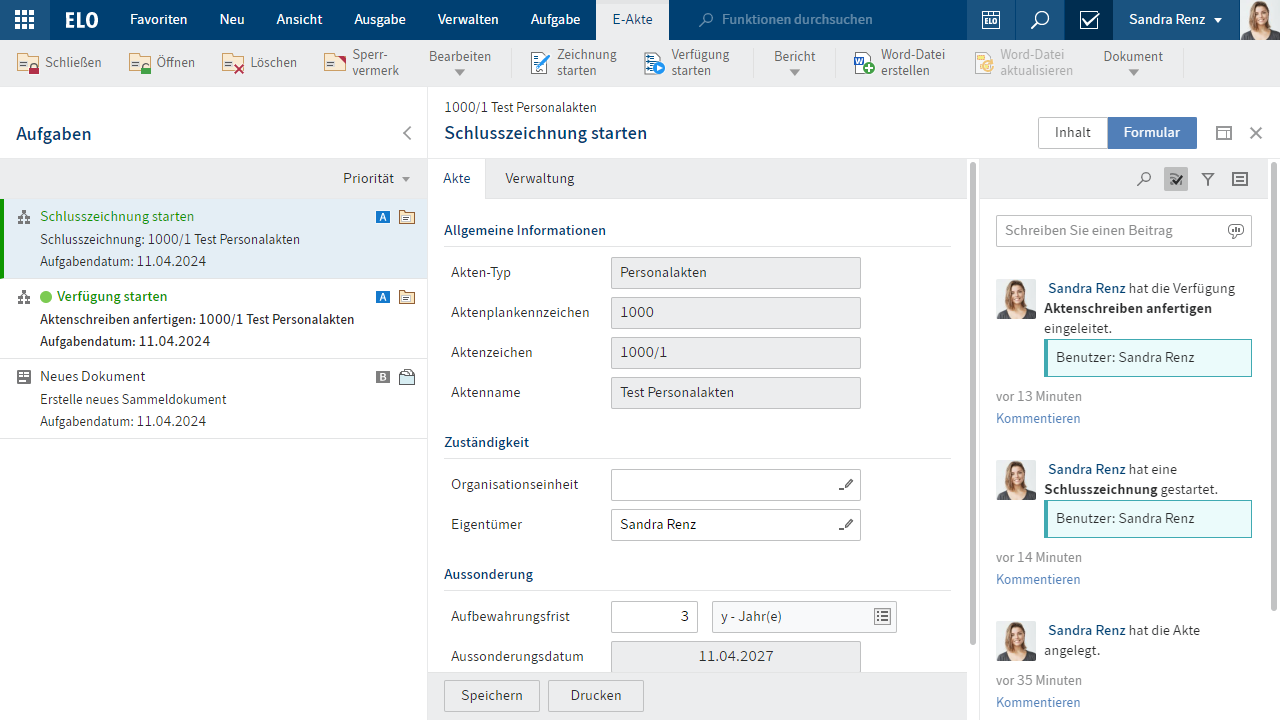 ELO
Favoriten
Neu
Ansicht
Ausgabe
Verwalten
Aufgabe
E-Akte
Funktionen durchsuchen
ELO
Sandra Renz
Schließen
Öffnen
Löschen
Sperr-
vermerk
Bearbeiten
Zeichnung
starten
Verfügung
starten
Bericht
Word-Datei
erstellen
Word-Datei
aktualisieren
Dokument
Aufgaben
Priorität
Schlusszeichnung starten
A
Schlusszeichnung: 1000/1 Test Personalakten
Aufgabendatum: 11.04.2024
Verfügung starten
A
Aktenschreiben anfertigen: 1000/1 Test Personalakten
Aufgabendatum: 11.04.2024
Neues Dokument
B
Erstelle neues Sammeldokument
Aufgabendatum: 11.04.2024
1000/1 Test Personalakten
Schlusszeichnung starten
Inhalt
Formular
Akte
Verwaltung
Allgemeine Informationen
Akten-Typ
Personalakten
Aktenplankennzeichen
1000
Aktenzeichen
1000/1
Aktenname
Test Personalakten
Zuständigkeit
Organisationseinheit
Eigentümer
Sandra Renz
Aussonderung
Aufbewahrungsfrist
3
y - Jahr(e)
Aussonderungsdatum
11.04.2027
Speichern
Drucken
Schreiben Sie einen Beitrag
Sandra Renz hat die Verfügung
Aktenschreiben anfertigen
eingeleitet.
Benutzer: Sandra Renz
vor 13 Minuten
Kommentieren
Sandra Renz hat eine
Schlusszeichnung gestartet.
Benutzer: Sandra Renz
vor 14 Minuten
Kommentieren
Sandra Renz hat die Akte
angelegt.
vor 35 Minuten
Kommentieren